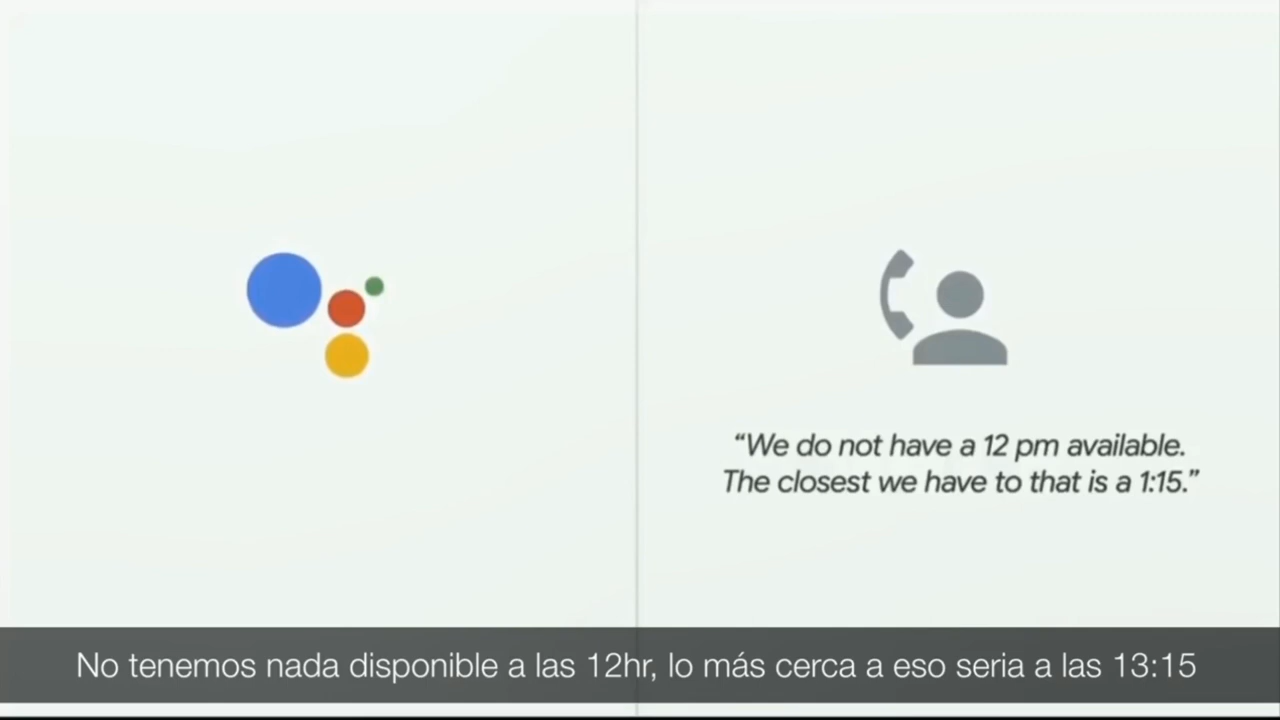 “We do not have a 12 pm available.
The closest we have to that is a 1:15.”
No tenemos nada disponible a las 12hr, lo más cerca a eso seria a las 13:15